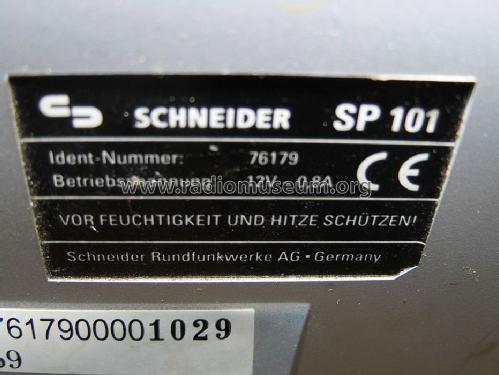 SCHNEIDER SP 101
Ident-Nummer: 76179
Betriebsspannung: 12V 0,8A
CE
www.radiomuseum.org
VOR FEUCHTIGKEIT UND HITZE SCHÜTZEN!
Schneider Rundfunkwerke AG • Germany
7617900001029